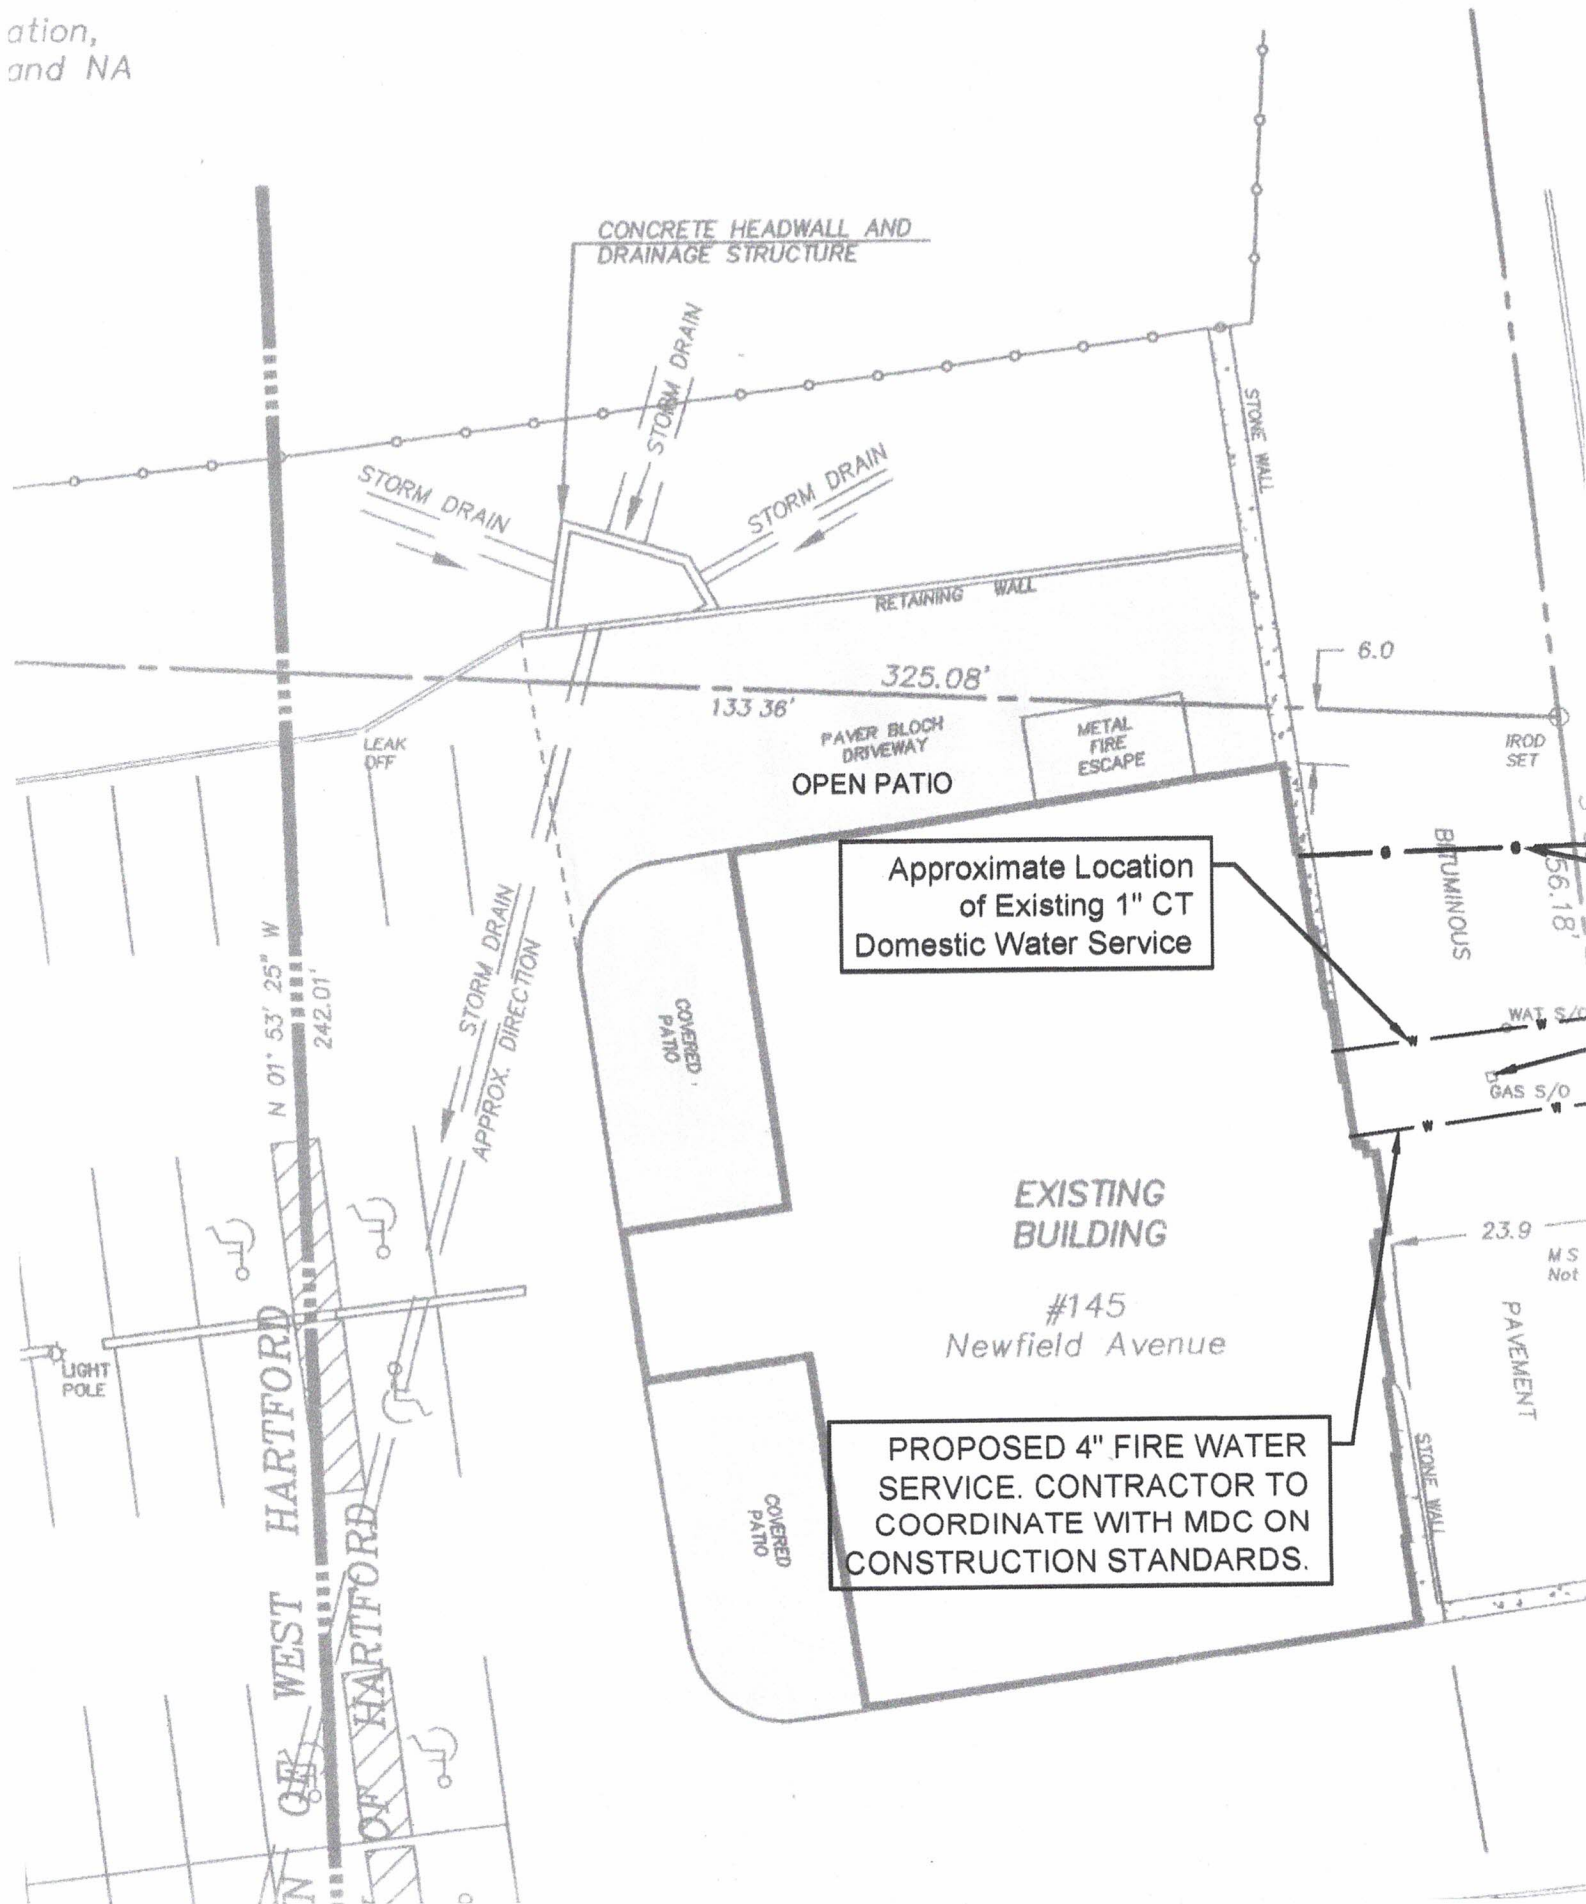 ation,
and NA
CONCRETE HEADWALL AND
DRAINAGE STRUCTURE
STORM DRAIN
STORM DRAIN
STORM DRAIN
STONE WALL
RETAINING WALL
6.0
325.08'
133 36'
PAVER BLOCH
DRIVEWAY
OPEN PATIO
METAL
FIRE
ESCAPE
IROD
SET
LEAK
OFF
Approximate Location
of Existing 1" CT
Domestic Water Service
BITUMINOUS
56.18'
N 01° 53' 25" W
242.01'
STORM DRAIN
APPROX. DIRECTION
COVERED
PATIO
WAT S/O
W
W
GAS S/O
W
W
EXISTING
BUILDING
#145
Newfield Avenue
23.9
M S
Not
PAVEMENT
LIGHT
POLE
PROPOSED 4" FIRE WATER
SERVICE. CONTRACTOR TO
COORDINATE WITH MDC ON
CONSTRUCTION STANDARDS.
COVERED
PATIO
STONE WALL
N OF WEST HARTFORD
OF HARTFORD